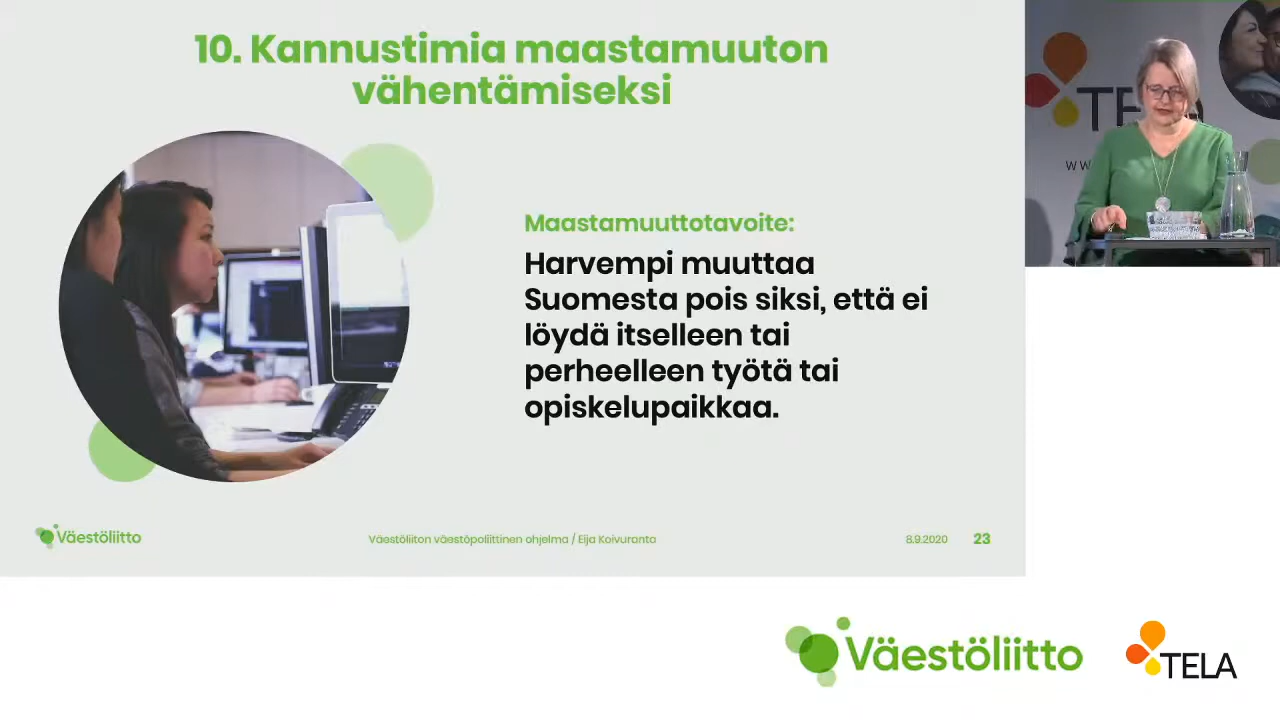 10. Kannustimia maastamuuton
vähentämiseksi
Maastamuuttotavoite:
Harvempi muuttaa
Suomesta pois siksi, että ei
löydä itselleen tai
perheelleen työtä tai
opiskelupaikkaa.
Väestöliitto
Väestöliiton väestöpoliittinen ohjelma / Eija Koivuranta
8.9.2020
23
TELA
W W
Väestöliitto
TELA